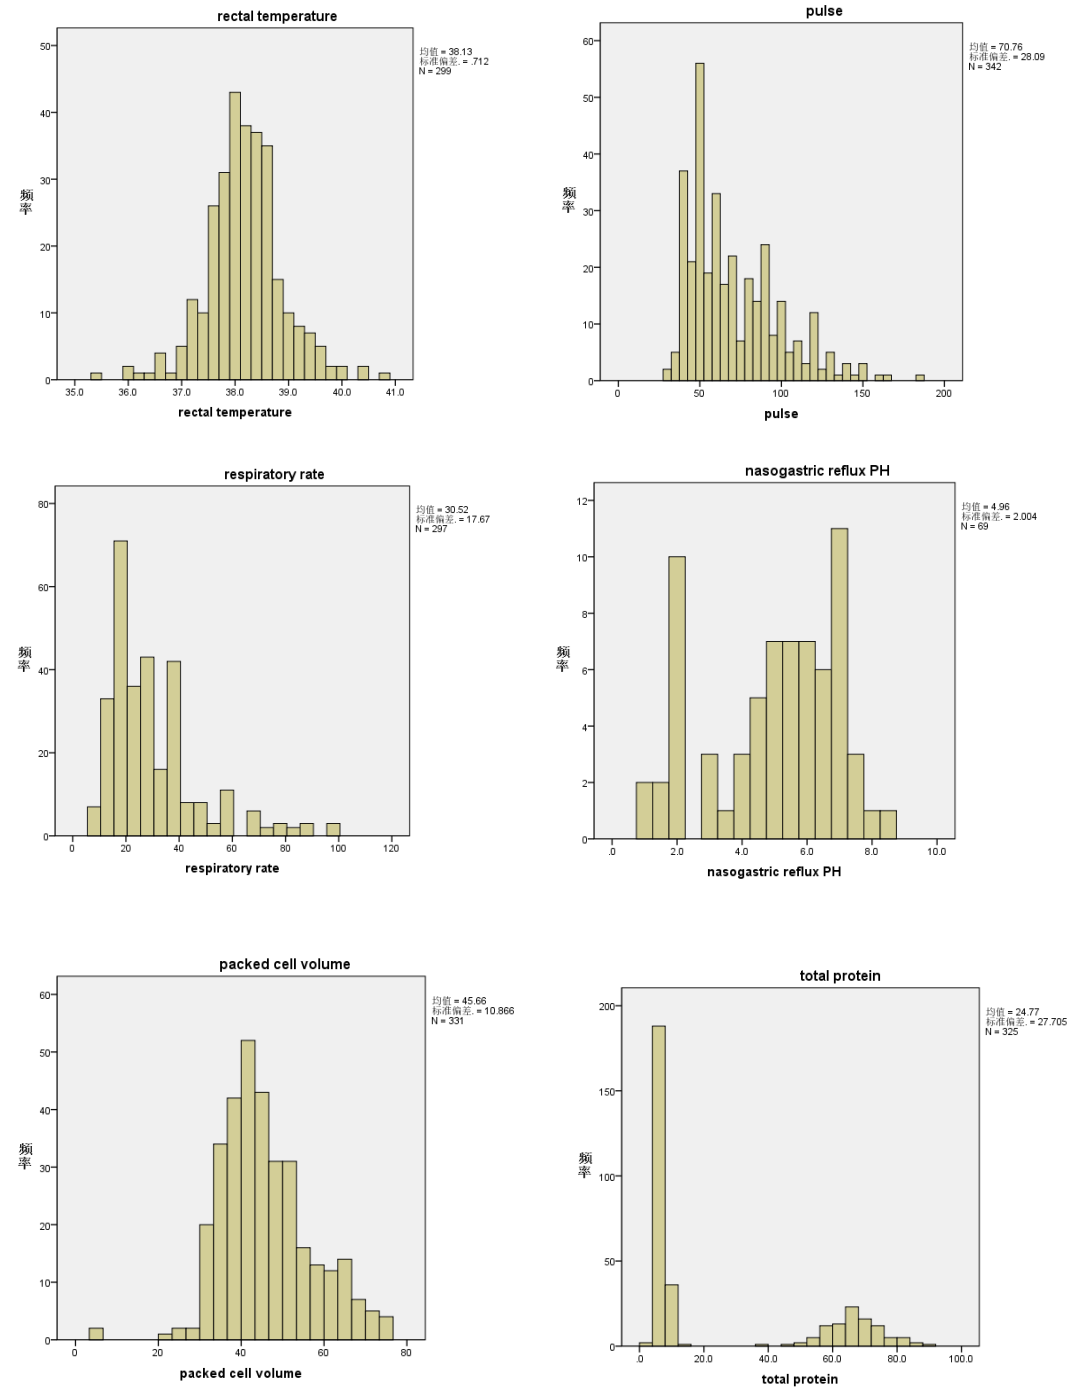 rectal temperature
50
40
30
20
10
0
频率
35.0 36.0 37.0 38.0 39.0 40.0 41.0
rectal temperature
均值 = 38.13
标准偏差. = .712
N = 299
pulse
60
50
40
30
20
10
0
频率
0 50 100 150 200
pulse
均值 = 70.76
标准偏差. = 28.09
N = 342
respiratory rate
80
60
40
20
0
频率
0 20 40 60 80 100 120
respiratory rate
均值 = 30.52
标准偏差. = 17.67
N = 297
nasogastric reflux PH
12
10
8
6
4
2
0
频率
.0 2.0 4.0 6.0 8.0 10.0
nasogastric reflux PH
均值 = 4.96
标准偏差. = 2.004
N = 69
packed cell volume
60
50
40
30
20
10
0
频率
0 20 40 60 80
packed cell volume
均值 = 45.66
标准偏差. = 10.866
N = 331
total protein
200
150
100
50
0
频率
.0 20.0 40.0 60.0 80.0 100.0
total protein
均值 = 24.77
标准偏差. = 27.705
N = 325